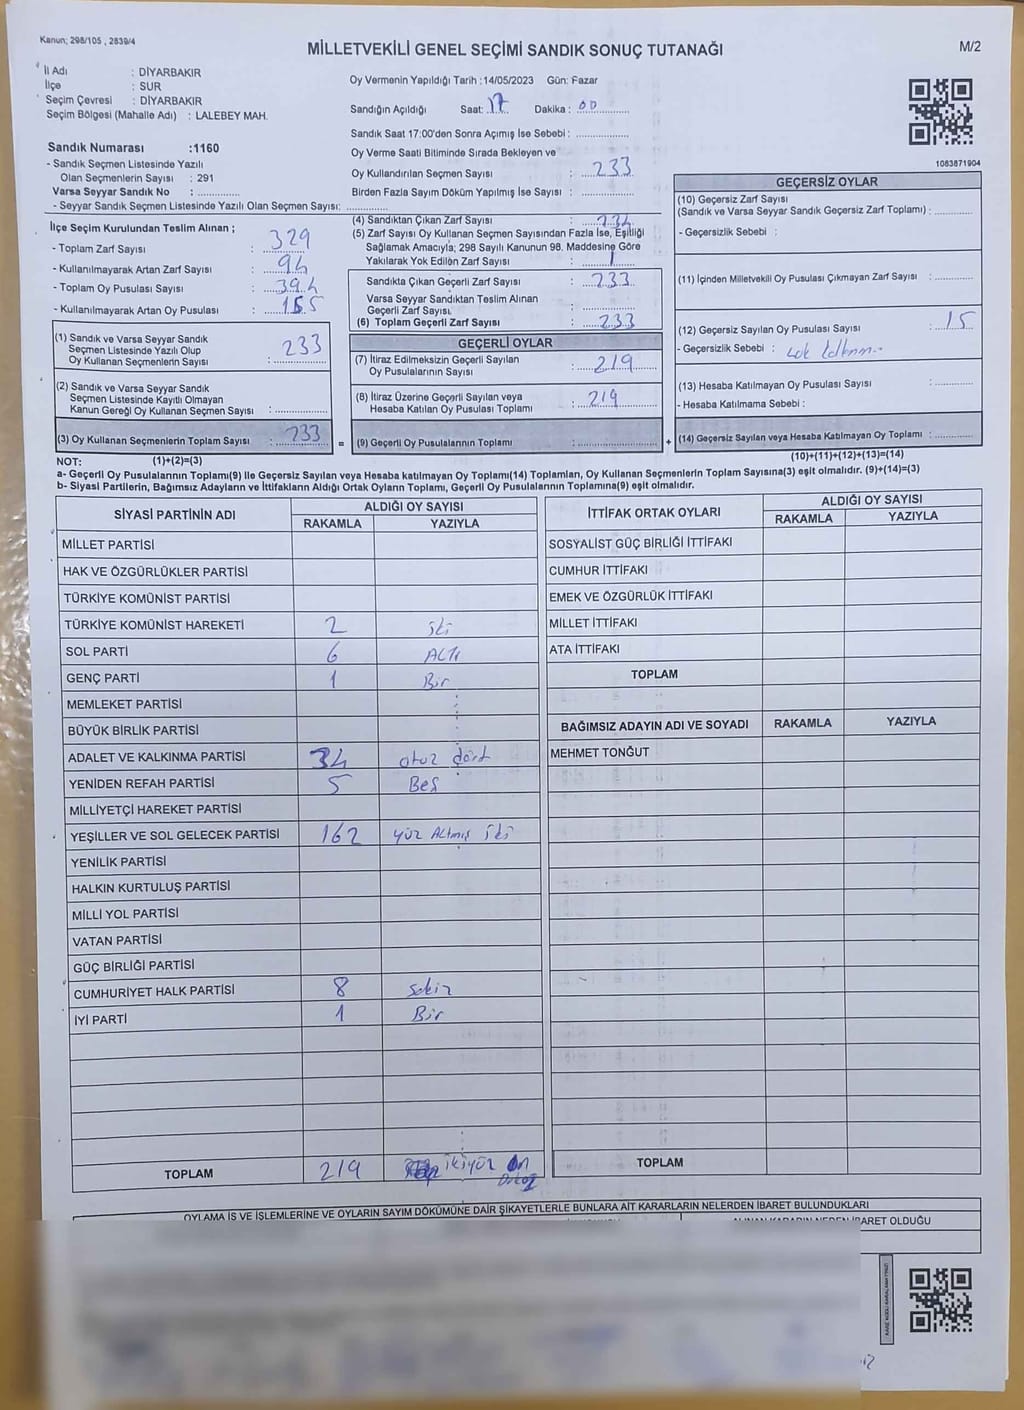 Kanun; 298/105 , 2839/4
MİLLETVEKİLİ GENEL SEÇİMİ SANDIK SONUÇ TUTANAĞI
M/2
İl Adı : DİYARBAKIR
İlçe : SUR
Seçim Çevresi : DİYARBAKIR
Seçim Bölgesi (Mahalle Adı) : LALEBEY MAH.
Sandık Numarası :1160
- Sandık Seçmen Listesinde Yazılı
Olan Seçmenlerin Sayısı : 291
Varsa Seyyar Sandık No : ............
- Seyyar Sandık Seçmen Listesinde Yazılı Olan Seçmen Sayısı: ............
Oy Vermenin Yapıldığı Tarih :14/05/2023 Gün: Pazar
Sandığın Açıldığı Saat: 17 Dakika : 00
Sandık Saat 17:00'den Sonra Açımış İse Sebebi : ............
Oy Verme Saati Bitiminde Sırada Bekleyen ve
Oy Kullandırılan Seçmen Sayısı : 233
Birden Fazla Sayım Döküm Yapılmış İse Sayısı : ............
1083871904
İlçe Seçim Kurulundan Teslim Alınan ;
- Toplam Zarf Sayısı : 329
- Kullanılmayarak Artan Zarf Sayısı : 94
- Toplam Oy Pusulası Sayısı : 394
- Kullanılmayarak Artan Oy Pusulası :
(1) Sandık ve Varsa Seyyar Sandık
Seçmen Listesinde Yazılı Olup
Oy Kullanan Seçmenlerin Sayısı : 233
(2) Sandık ve Varsa Seyyar Sandık
Seçmen Listesinde Kayıtlı Olmayan
Kanun Gereği Oy Kullanan Seçmen Sayısı : ............
(3) Oy Kullanan Seçmenlerin Toplam Sayısı : 233
(4) Sandıktan Çıkan Zarf Sayısı : 234
(5) Zarf Sayısı Oy Kullanan Seçmen Sayısından Fazla İse, Eşitliği
Sağlamak Amacıyla; 298 Sayılı Kanunun 98. Maddesine Göre
Yakılarak Yok Edilen Zarf Sayısı : 1
Sandıkta Çıkan Geçerli Zarf Sayısı : 233
Varsa Seyyar Sandıktan Teslim Alınan
Geçerli Zarf Sayısı. : ............
(6) Toplam Geçerli Zarf Sayısı : 233
GEÇERLİ OYLAR
(7) İtiraz Edilmeksizin Geçerli Sayılan
Oy Pusulalarının Sayısı : 219
(8) İtiraz Üzerine Geçerli Sayılan veya
Hesaba Katılan Oy Pusulası Toplamı : 219
= (9) Geçerli Oy Pusulalarının Toplamı : ............
GEÇERSİZ OYLAR
(10) Geçersiz Zarf Sayısı
(Sandık ve Varsa Seyyar Sandık Geçersiz Zarf Toplamı) : ............
- Geçersizlik Sebebi :
(11) İçinden Milletvekili Oy Pusulası Çıkmayan Zarf Sayısı : ............
(12) Geçersiz Sayılan Oy Pusulası Sayısı : 15
- Geçersizlik Sebebi :
(13) Hesaba Katılmayan Oy Pusulası Sayısı : ............
- Hesaba Katılmama Sebebi :
+ (14) Geçersiz Sayılan veya Hesaba Katılmayan Oy Toplamı : ............
NOT: (1)+(2)=(3)
(10)+(11)+(12)+(13)=(14)
a- Geçerli Oy Pusulalarının Toplamı(9) ile Geçersiz Sayılan veya Hesaba katılmayan Oy Toplamı(14) Toplamları, Oy Kullanan Seçmenlerin Toplam Sayısına(3) eşit olmalıdır. (9)+(14)=(3)
b- Siyasi Partilerin, Bağımsız Adayların ve İttifakların Aldığı Ortak Oyların Toplamı, Geçerli Oy Pusulalarının Toplamına(9) eşit olmalıdır.
SİYASİ PARTİNİN ADI
ALDIĞI OY SAYISI
RAKAMLA YAZIYLA
MİLLET PARTİSİ
HAK VE ÖZGÜRLÜKLER PARTİSİ
TÜRKİYE KOMÜNİST PARTİSİ
TÜRKİYE KOMÜNİST HAREKETİ 2 iki
SOL PARTİ 6 ALTI
GENÇ PARTİ 1 Bir
MEMLEKET PARTİSİ
BÜYÜK BİRLİK PARTİSİ
ADALET VE KALKINMA PARTİSİ 34 otuz dört
YENİDEN REFAH PARTİSİ 5 Beş
MİLLİYETÇİ HAREKET PARTİSİ
YEŞİLLER VE SOL GELECEK PARTİSİ 162 yüz Altmış iki
YENİLİK PARTİSİ
HALKIN KURTULUŞ PARTİSİ
MİLLİ YOL PARTİSİ
VATAN PARTİSİ
GÜÇ BİRLİĞİ PARTİSİ
CUMHURİYET HALK PARTİSİ 8 Sekiz
İYİ PARTİ 1 Bir
TOPLAM 219 ikiyüz on
Dokuz
İTTİFAK ORTAK OYLARI
ALDIĞI OY SAYISI
RAKAMLA YAZIYLA
SOSYALİST GÜÇ BİRLİĞİ İTTİFAKI
CUMHUR İTTİFAKI
EMEK VE ÖZGÜRLÜK İTTİFAKI
MİLLET İTTİFAKI
ATA İTTİFAKI
TOPLAM
BAĞIMSIZ ADAYIN ADI VE SOYADI RAKAMLA YAZIYLA
MEHMET TONĞUT
TOPLAM
OYLAMA İŞ VE İŞLEMLERİNE VE OYLARIN SAYIM DÖKÜMÜNE DAİR ŞİKAYETLERLE BUNLARA AİT KARARLARIN NELERDEN İBARET BULUNDUKLARI
ALINAN KARARIN NEDEN İBARET OLDUĞU